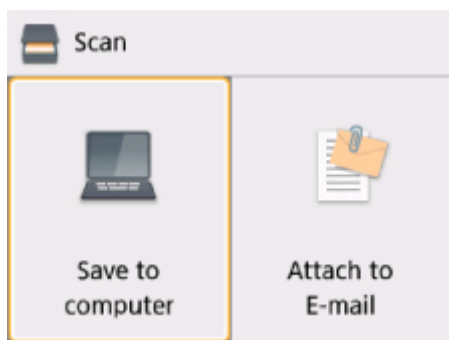 Scan
Save to
computer
Attach to
E-mail